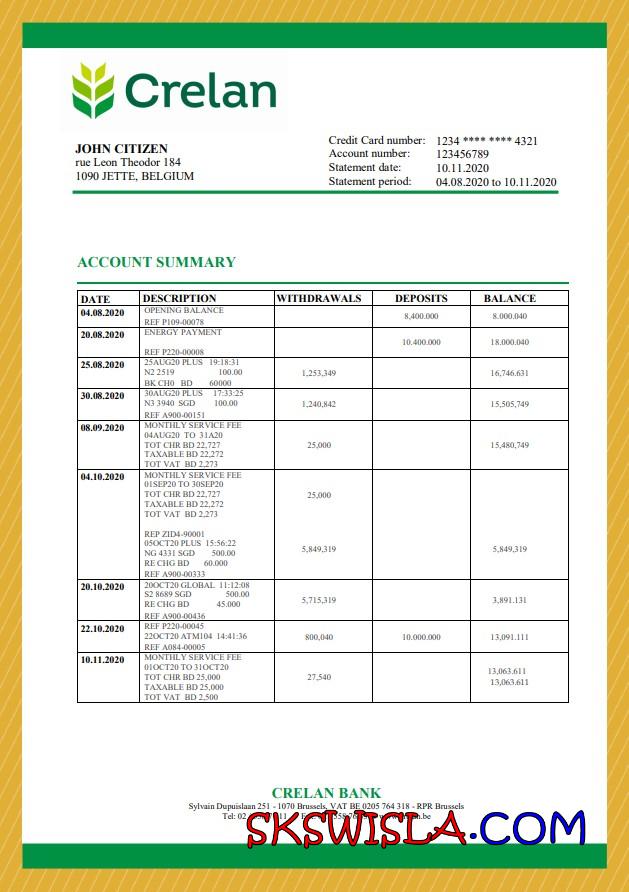 Crelan
JOHN CITIZEN
rue Leon Theodor 184
1090 JETTE, BELGIUM
Credit Card number: 1234 **** **** 4321
Account number: 123456789
Statement date: 10.11.2020
Statement period: 04.08.2020 to 10.11.2020
ACCOUNT SUMMARY
DATE DESCRIPTION WITHDRAWALS DEPOSITS BALANCE
04.08.2020 OPENING BALANCE 8,400.000 8.000.040
REF P109-00078
20.08.2020 ENERGY PAYMENT 10.400.000 18.000.040
REF P220-00008
25.08.2020 25AUG20 PLUS 19:18:31
N2 2519 100.00 1,253,349 16,746.631
BK CH0 BD 60000
30.08.2020 30AUG20 PLUS 17:33:25
N3 3940 SGD 100.00 1,240,842 15,505,749
REF A900-00151
08.09.2020 MONTHLY SERVICE FEE
04AUG20 TO 31A20
TOT CHR BD 22,727 25,000 15,480,749
TAXABLE BD 22,272
TOT VAT BD 2,273
04.10.2020 MONTHLY SERVICE FEE
01SEP20 TO 30SEP20
TOT CHR BD 22,727 25,000
TAXABLE BD 22,272
TOT VAT BD 2,273
REP ZID4-90001
05OCT20 PLUS 15:56:22
NG 4331 SGD 500.00 5,849,319 5,849,319
RE CHG BD 60.000
REF A900-00333
20.10.2020 20OCT20 GLOBAL 11:12:08
S2 8689 SGD 500.00 5,715,319 3,891.131
RE CHG BD 45.000
REF A900-00436
22.10.2020 REF P220-00045
22OCT20 ATM104 14:41:36 800,040 10.000.000 13,091.111
REF A084-00005
10.11.2020 MONTHLY SERVICE FEE
01OCT20 TO 31OCT20 13,063.611
TOT CHR BD 25,000 27,540 13,063.611
TAXABLE BD 25,000
TOT VAT BD 2,500
CRELAN BANK
Sylvain Dupuislaan 251 - 1070 Brussels, VAT BE 0205 764 318 - RPR Brussels
Tel: 02
SKSWISLA.COM